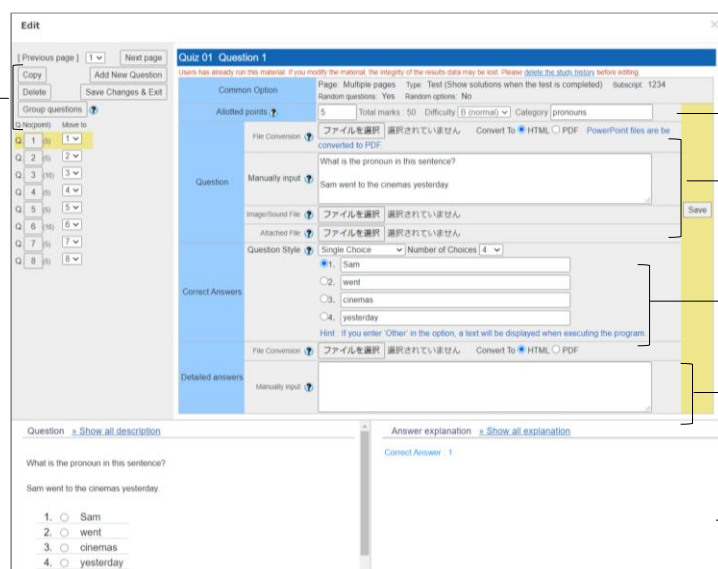 Edit
[ Previous page ] 1 Next page
Copy Add New Question
Delete Save Changes & Exit
Group questions ?
Q.No(point) Move to
Q. 1 (5) 1
Q. 2 (5) 2
Q. 3 (10) 3
Q. 4 (5) 4
Q. 5 (5) 5
Q. 6 (10) 6
Q. 7 (5) 7
Q. 8 (5) 8
Quiz 01 Question 1
Users has already run this material. If you modify the material, the integrity of the results data may be lost. Please delete the study history before editing
Common Option Page: Multiple pages Type: Test (Show solutions when the test is completed) Subscript: 1234
Random questions: Yes Random options: No
Allotted points ? 5 Total marks : 50 Difficulty B (normal) Category pronouns
Question
File Conversion ? ファイルを選択 選択されていません Convert To HTML PDF PowerPoint files are be
converted to PDF.
Manually input ? What is the pronoun in this sentence?
Sam went to the cinemas yesterday.
Image/Sound File ? ファイルを選択 選択されていません
Attached File ? ファイルを選択 選択されていません
Save
Correct Answers
Question Style ? Single Choice Number of Choices 4
1. Sam
2. went
3. cinemas
4. yesterday
Hint : If you enter 'Other' in the option, a text will be displayed when executing the program.
Detailed answers
File Conversion ? ファイルを選択 選択されていません Convert To HTML PDF
Manually input ?
Question » Show all description
What is the pronoun in this sentence?
Sam went to the cinemas yesterday.
1. Sam
2. went
3. cinemas
4. yesterday
Answer explanation » Show all explanation
Correct Answer : 1